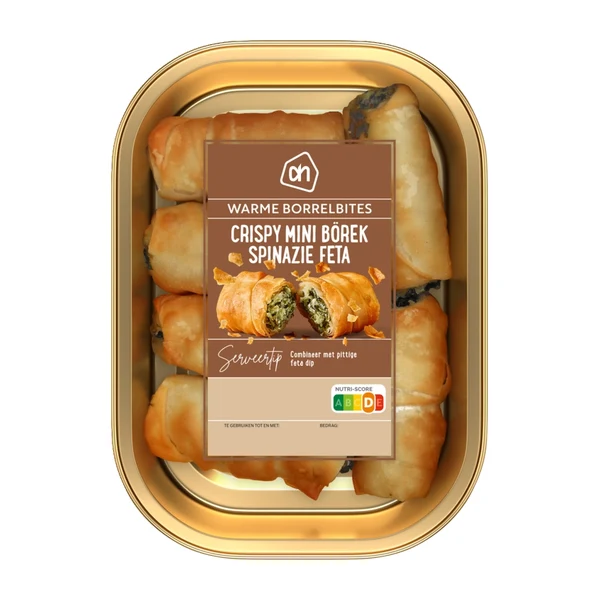 ah
WARME BORRELBITES
CRISPY MINI BÖREK
SPINAZIE FETA
Serveertip
Combineer met pittige
feta dip
NUTRI-SCORE
A B C D E
TE GEBRUIKEN TOT EN MET:
BEDRAG: